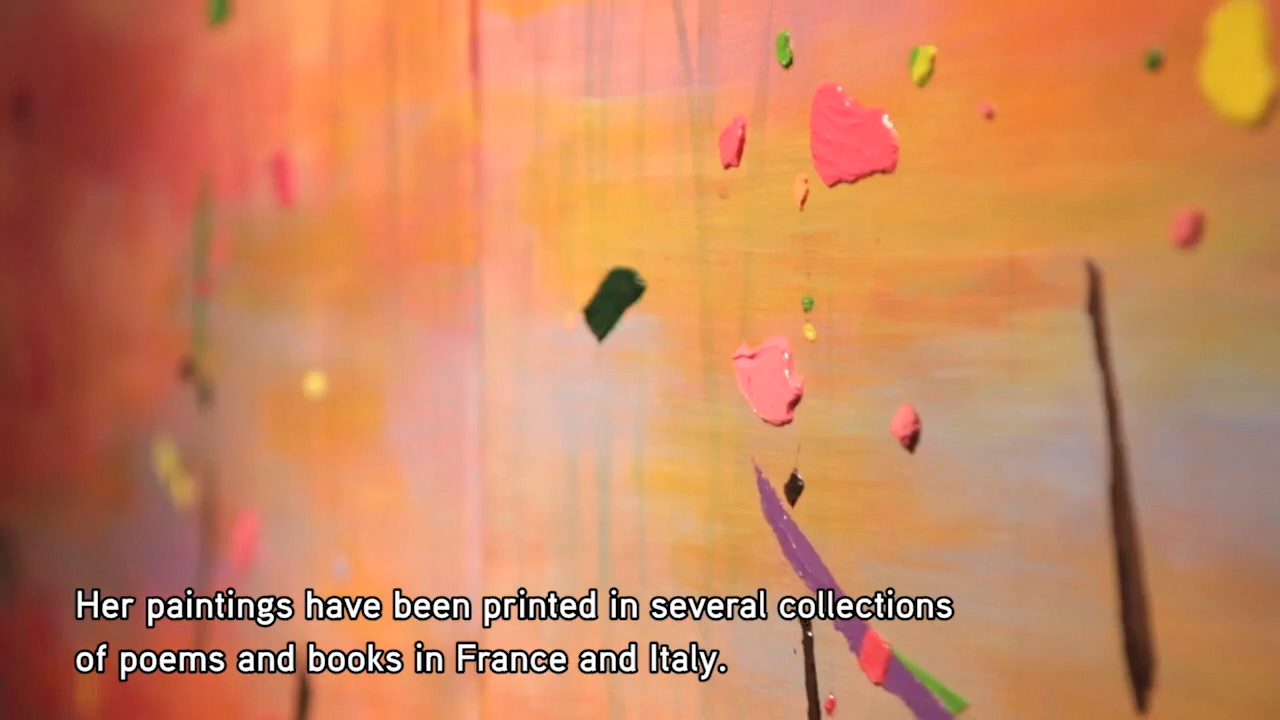 Her paintings have been printed in several collections
of poems and books in France and Italy.